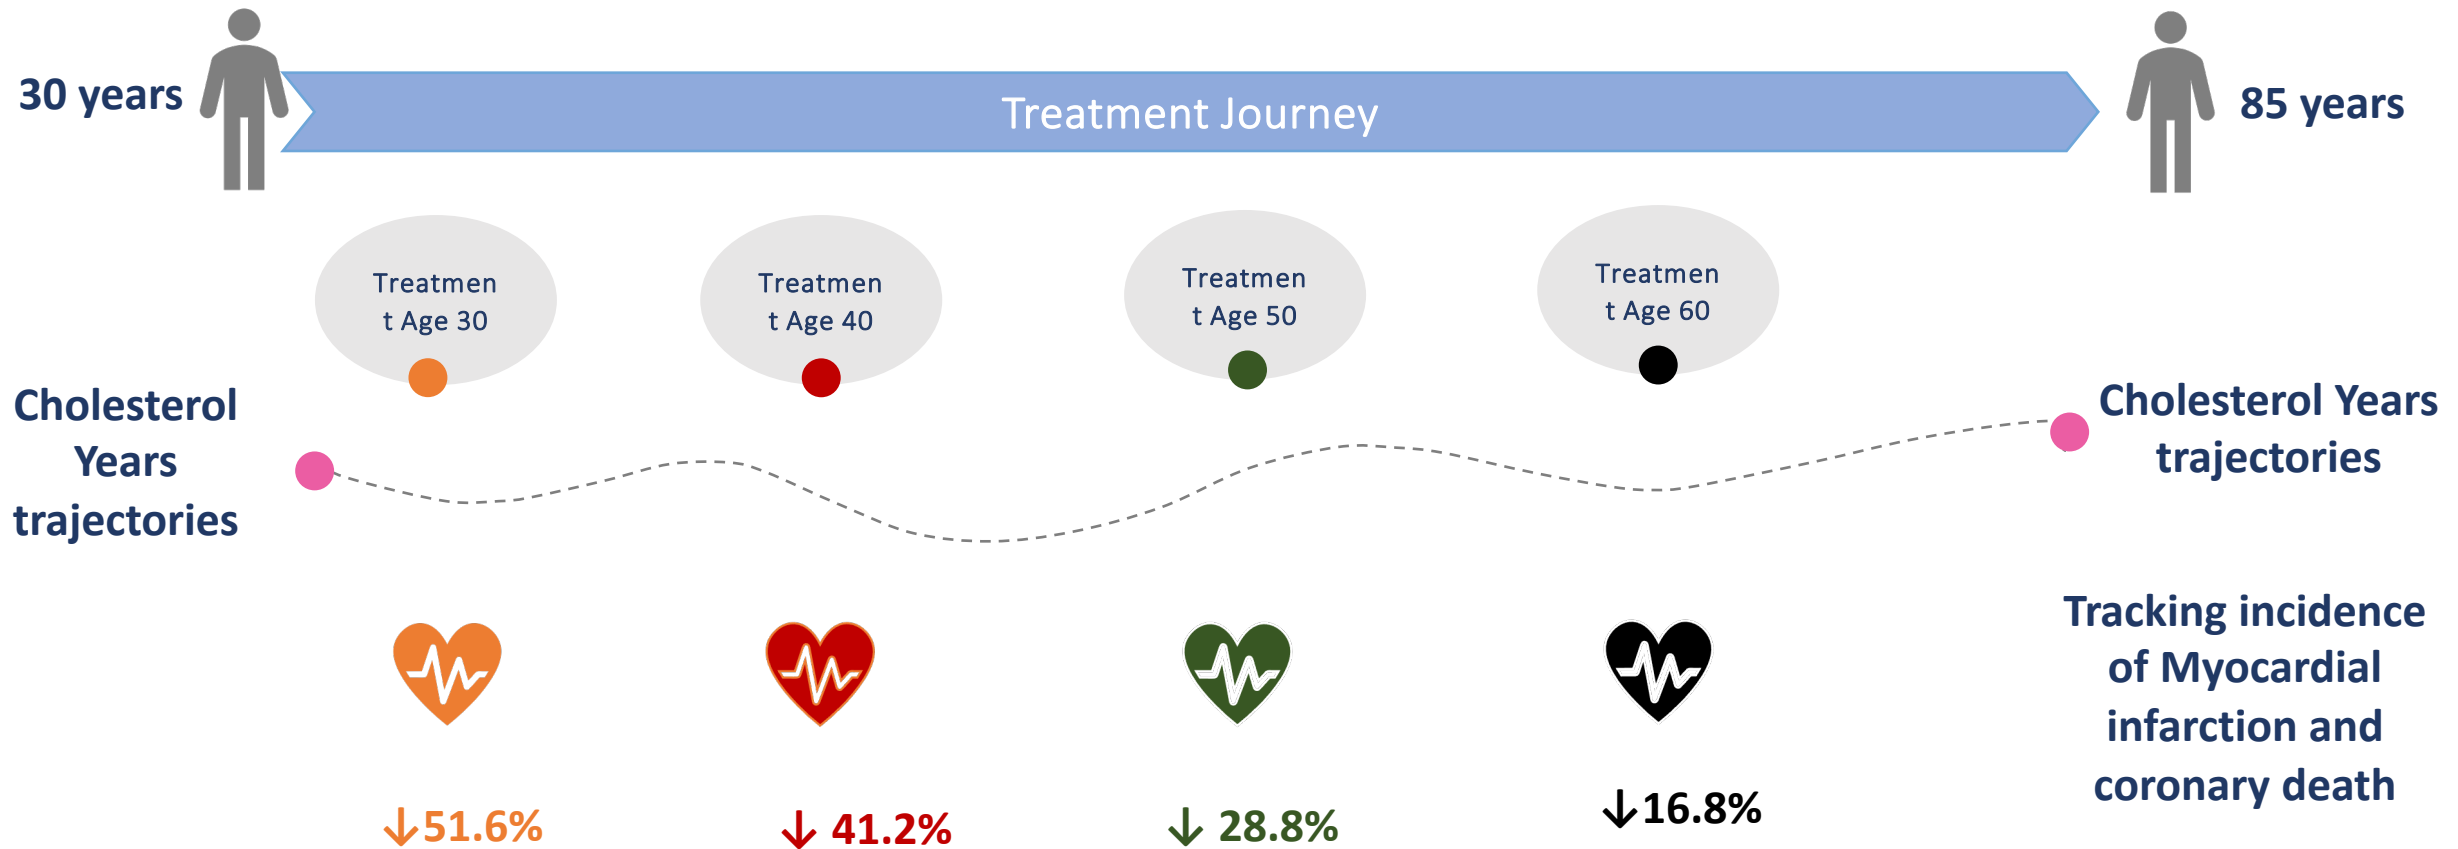 30 years
Treatment Journey
85 years
Treatmen
t Age 30
Treatmen
t Age 40
Treatmen
t Age 50
Treatmen
t Age 60
Cholesterol
Years
trajectories
Cholesterol Years
trajectories
Tracking incidence
of Myocardial
infarction and
coronary death
↓51.6%
↓ 41.2%
↓ 28.8%
↓16.8%